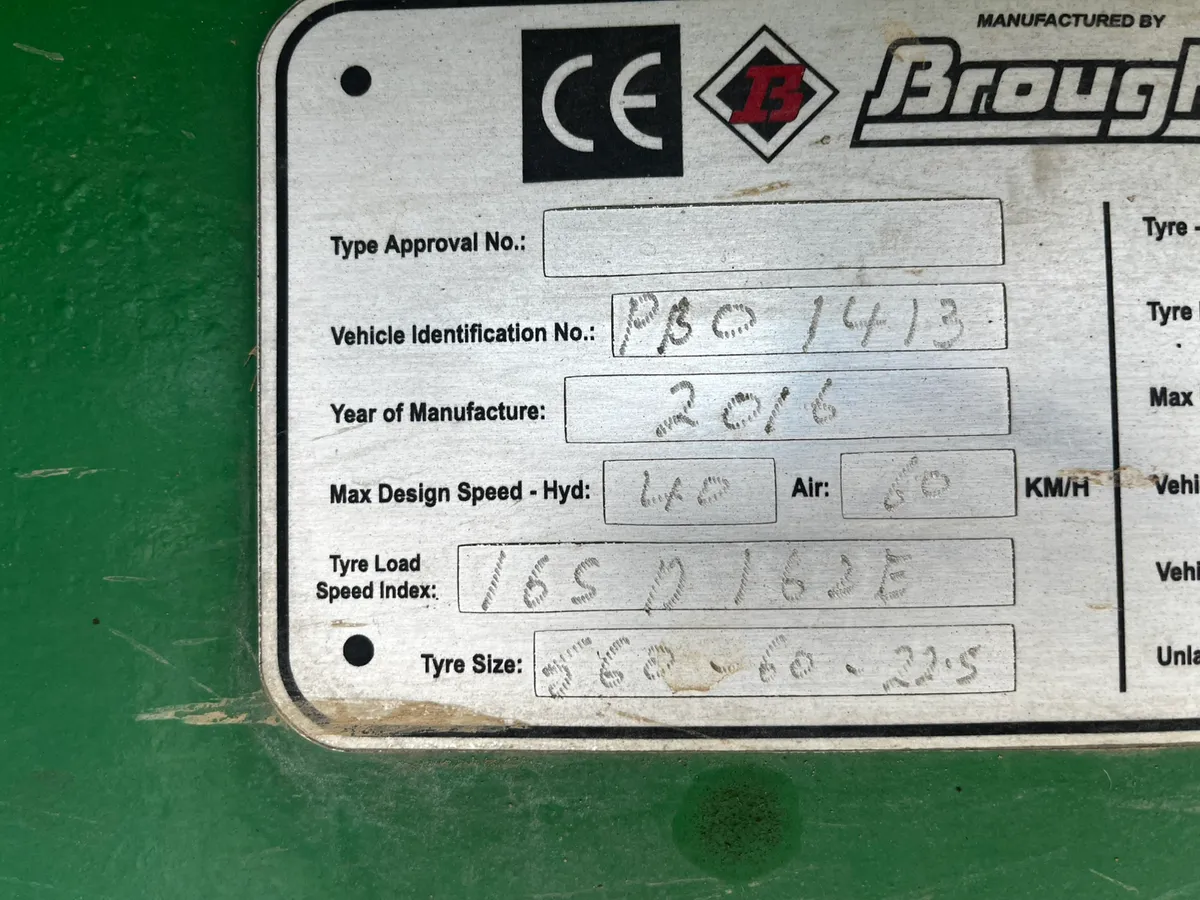 CE B MANUFACTURED BY
Brough
Type Approval No.: Tyre -
Vehicle Identification No.: PBO 1413 Tyre
Year of Manufacture: 2016 Max
Max Design Speed - Hyd: 40 Air: 60 KM/H Vehi
Tyre Load
Speed Index: 165 D 162E Vehi
Tyre Size: 560.60.22.5 Unla